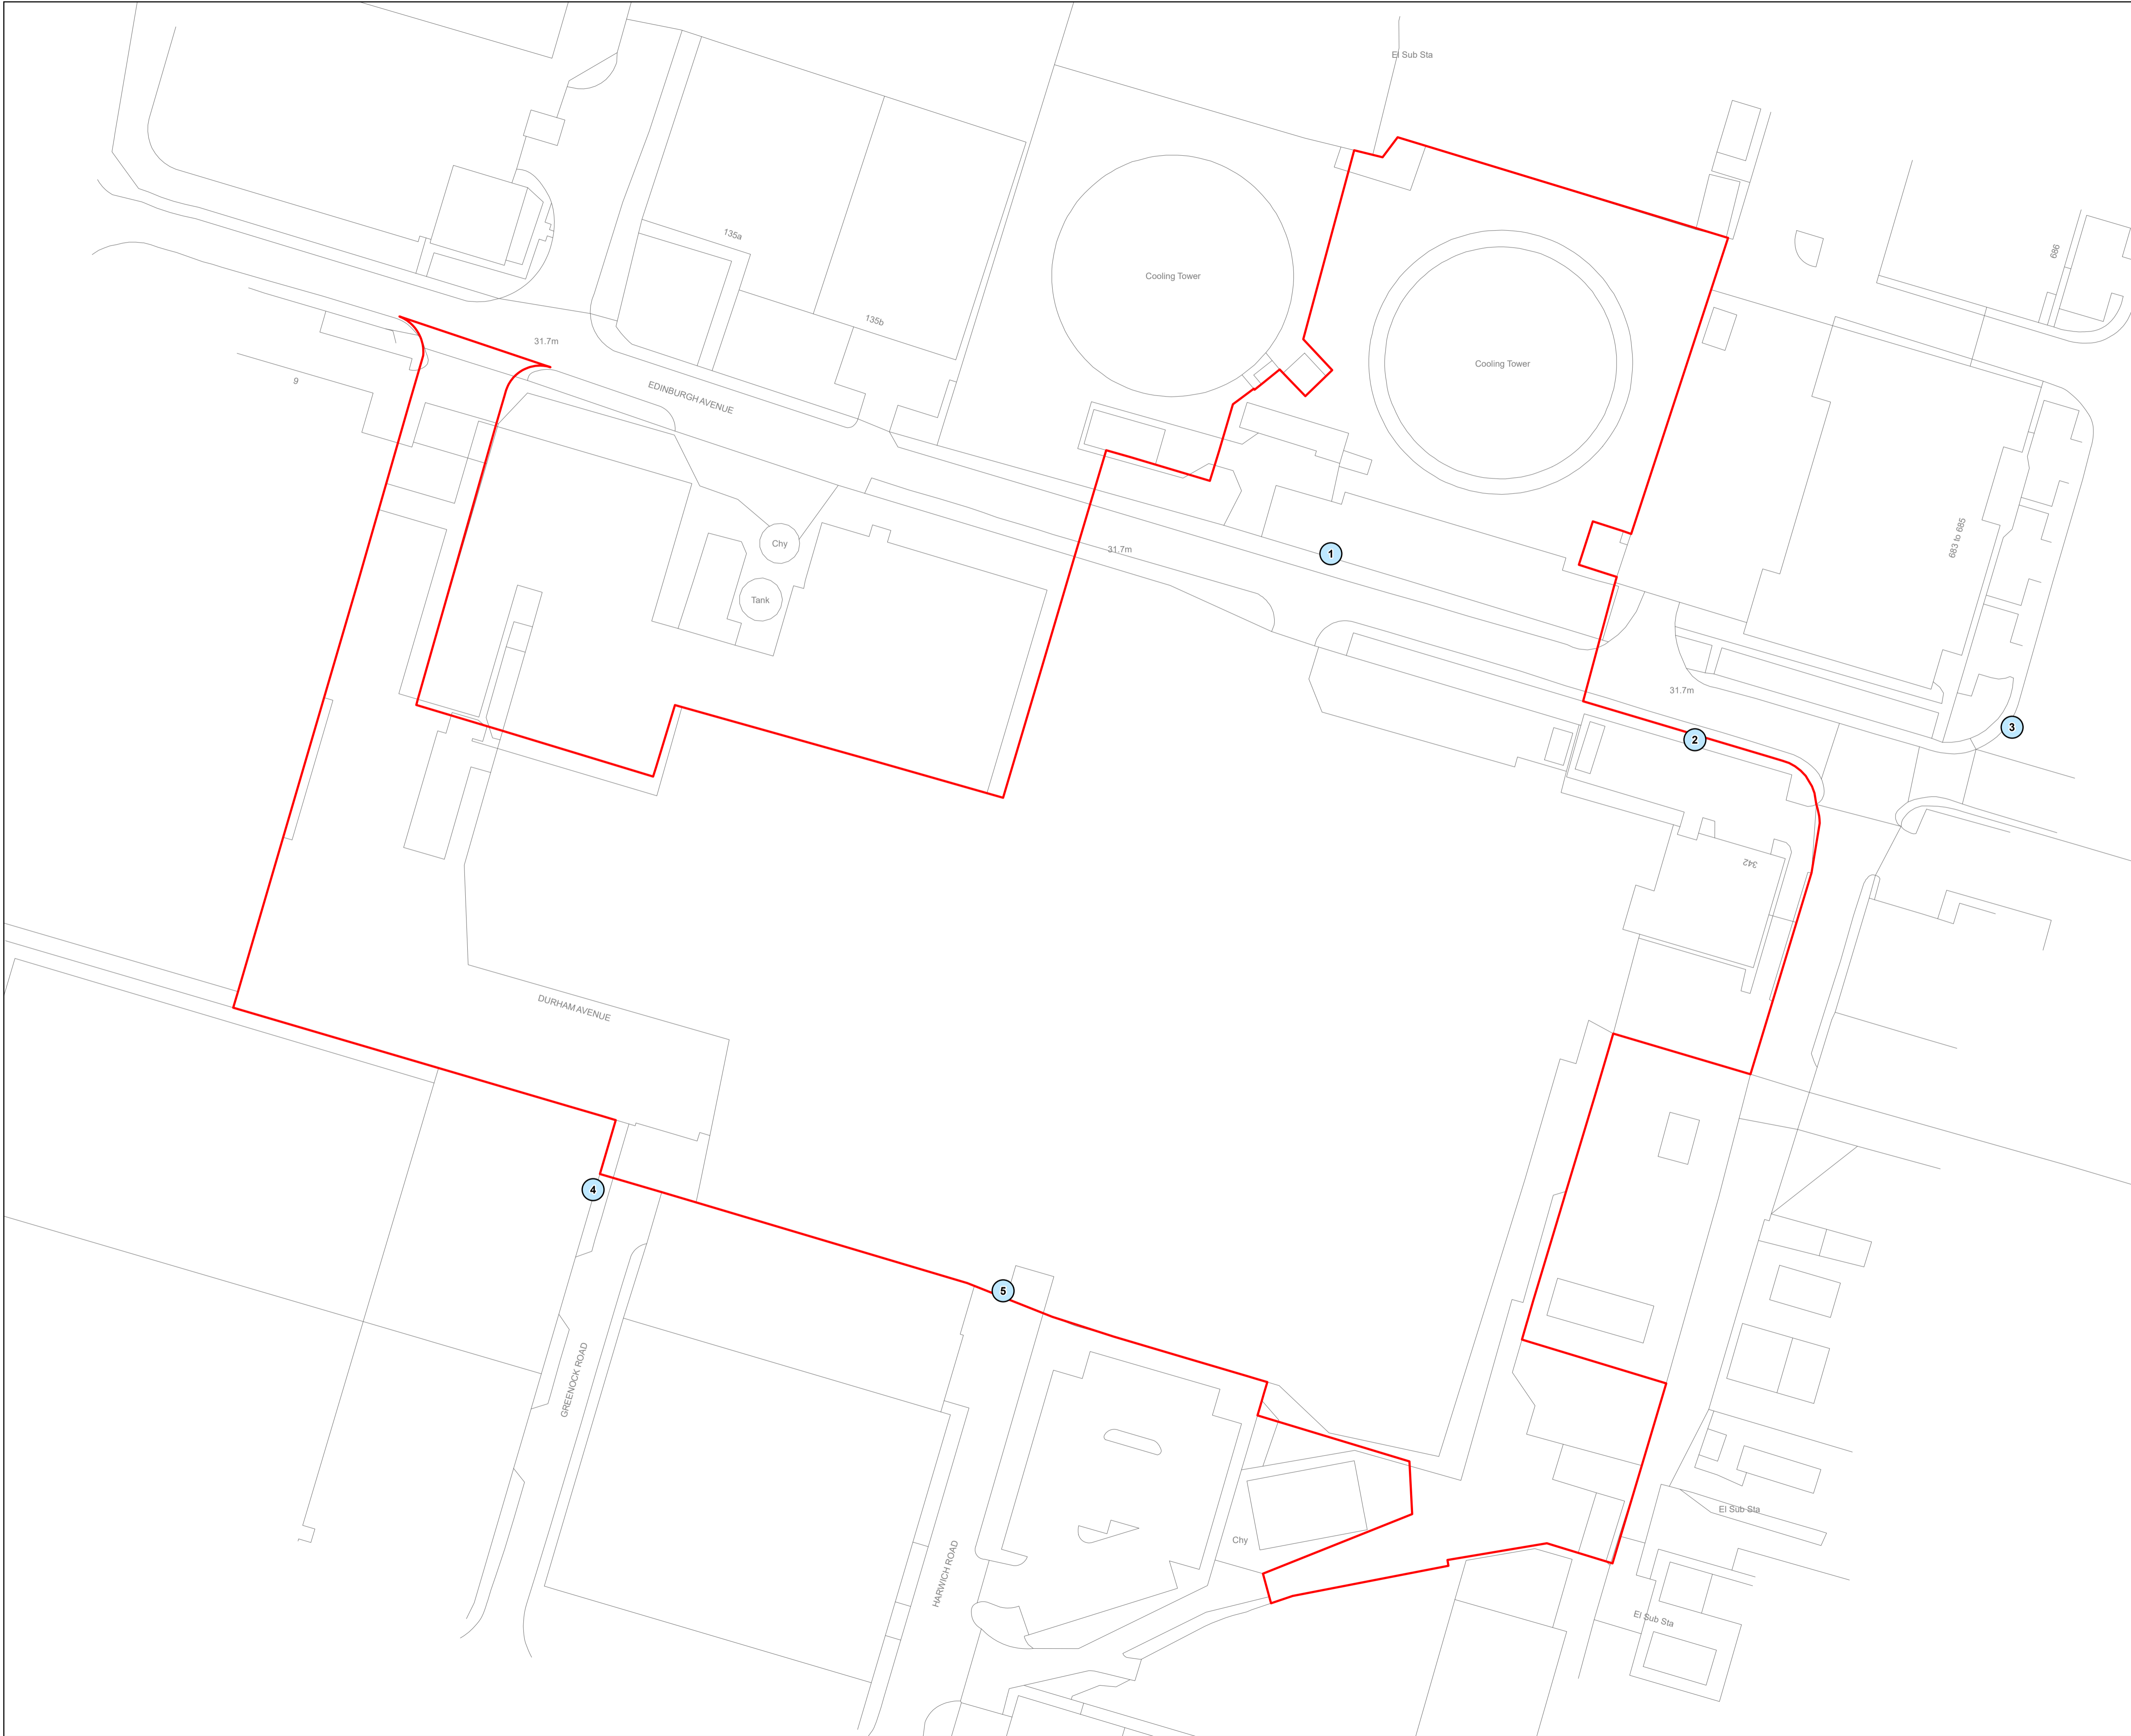 El Sub Sta
135a
Cooling Tower
135b
31.7m
9
EDINBURGH AVENUE
Cooling Tower
686
Chy
Tank
31.7m
1
683 to 685
31.7m
2
3
342
DURHAM AVENUE
4
5
GREENOCK ROAD
HARWICH ROAD
Chy
El Sub Sta
El Sub Sta